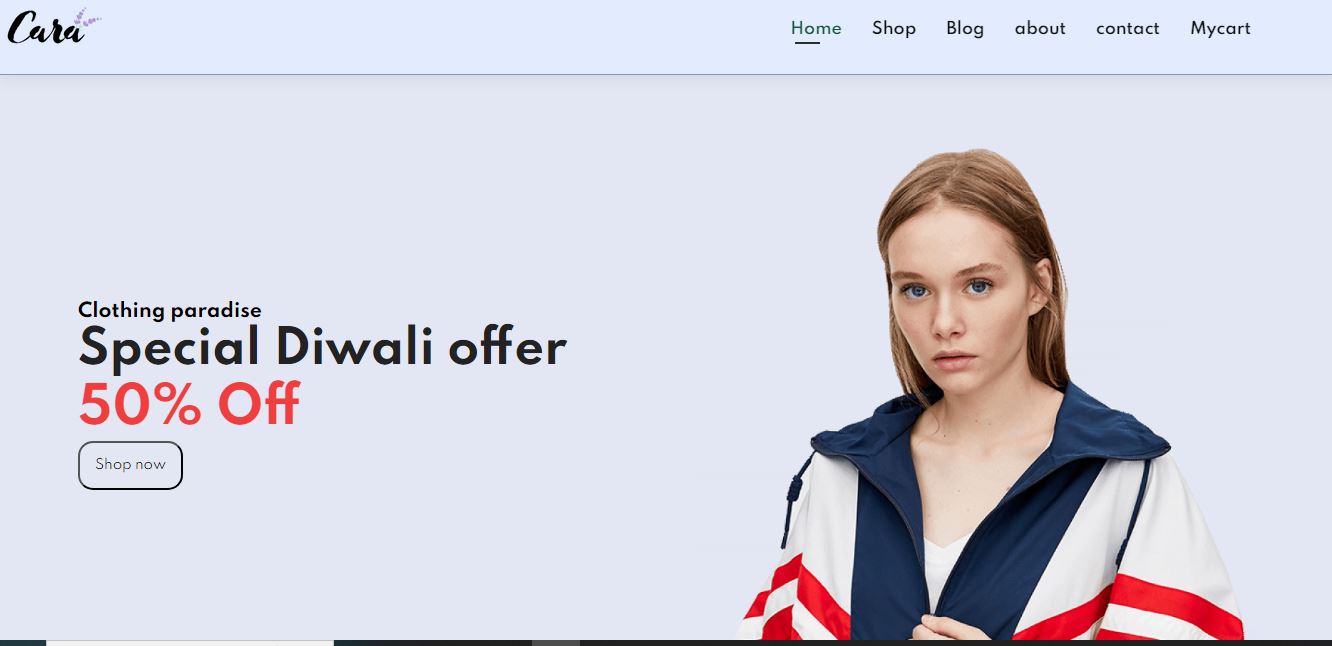 Cara
Home Shop Blog about contact Mycart
Clothing paradise
Special Diwali offer
50% Off
Shop now